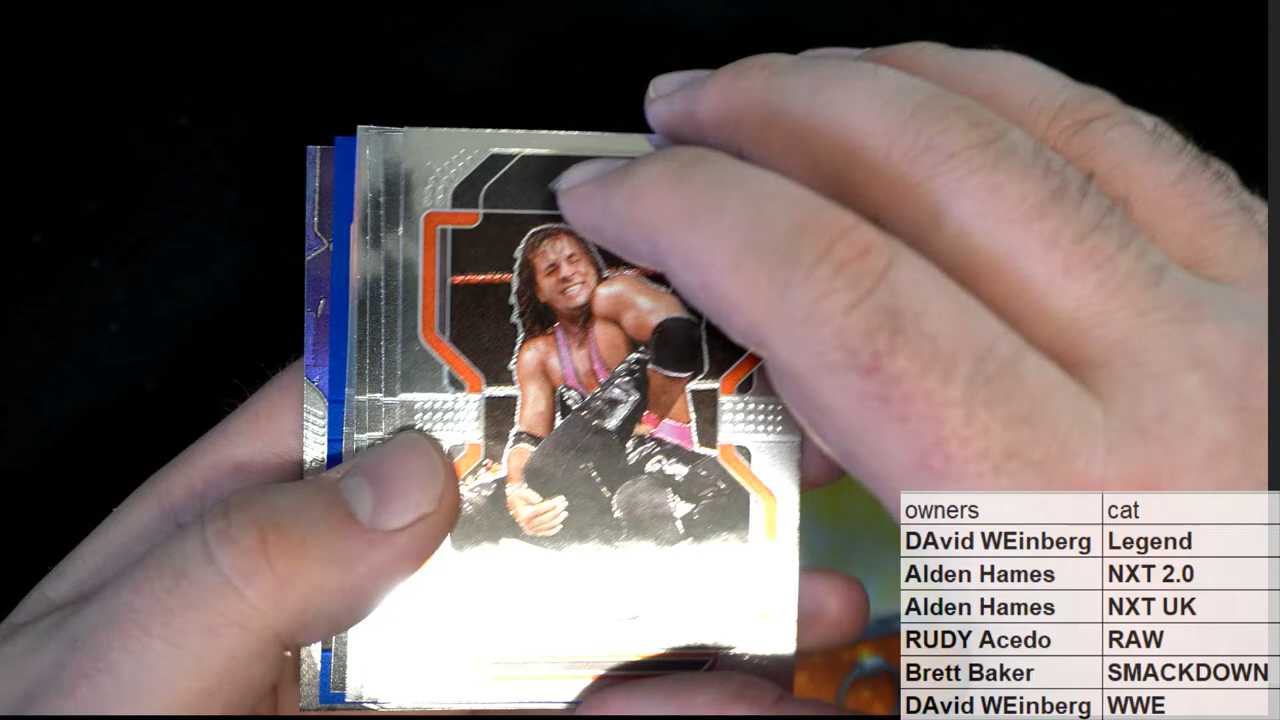 owners cat
DAvid WEinberg Legend
Alden Hames NXT 2.0
Alden Hames NXT UK
RUDY Acedo RAW
Brett Baker SMACKDOWN
DAvid WEinberg WWE